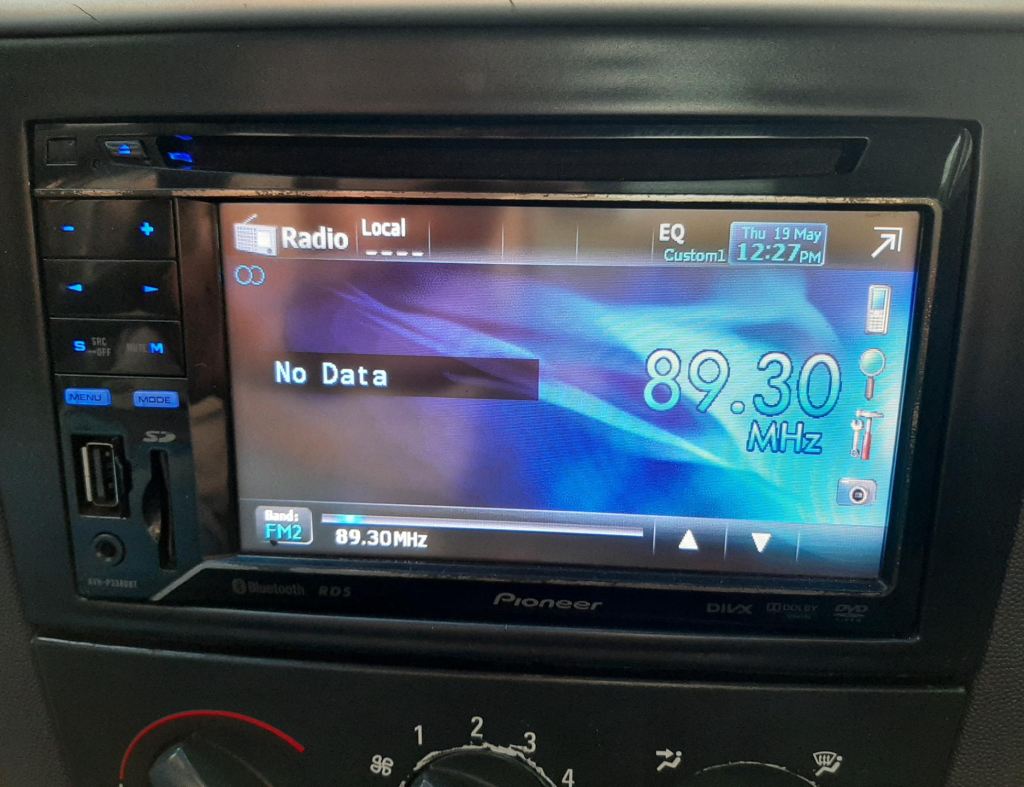 Radio
Local
EQ
Custom1
Thu 19 May
12:27PM
S SRC
OFF
MUTE M
MENU
MODE
SD
No Data
89.30
MHz
Band:
FM2
89.30MHz
Bluetooth
RDS
Pioneer
DIVX
DOLBY
DVD
1
2
3
4